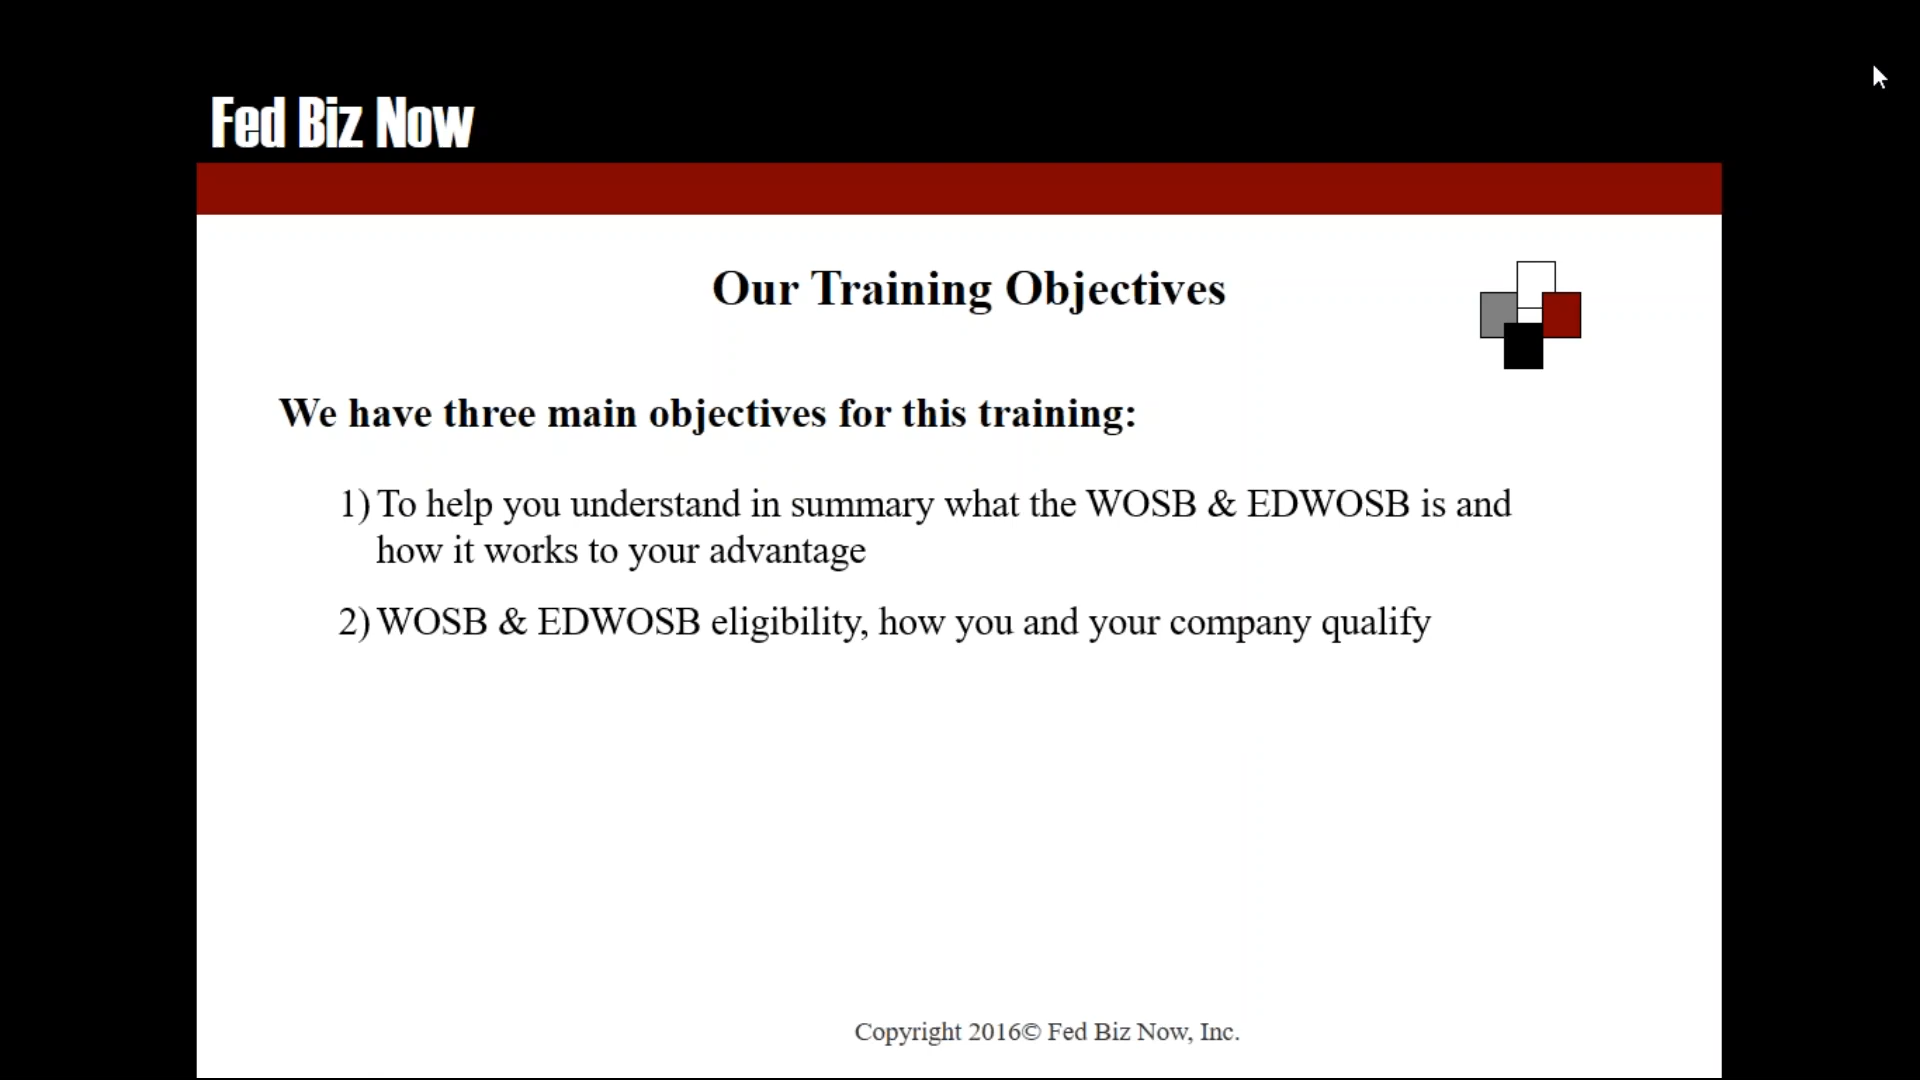 Fed Biz Now
Our Training Objectives
We have three main objectives for this training:
1) To help you understand in summary what the WOSB & EDWOSB is and
how it works to your advantage
2) WOSB & EDWOSB eligibility, how you and your company qualify
Copyright 2016© Fed Biz Now, Inc.